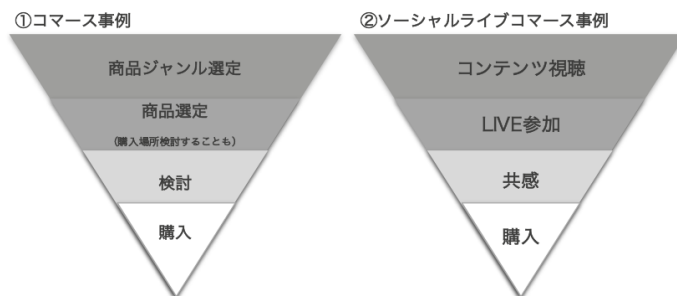 ①コマース事例
商品ジャンル選定
商品選定
(購入場所検討することも)
検討
購入
②ソーシャルライブコマース事例
コンテンツ視聴
LIVE参加
共感
購入